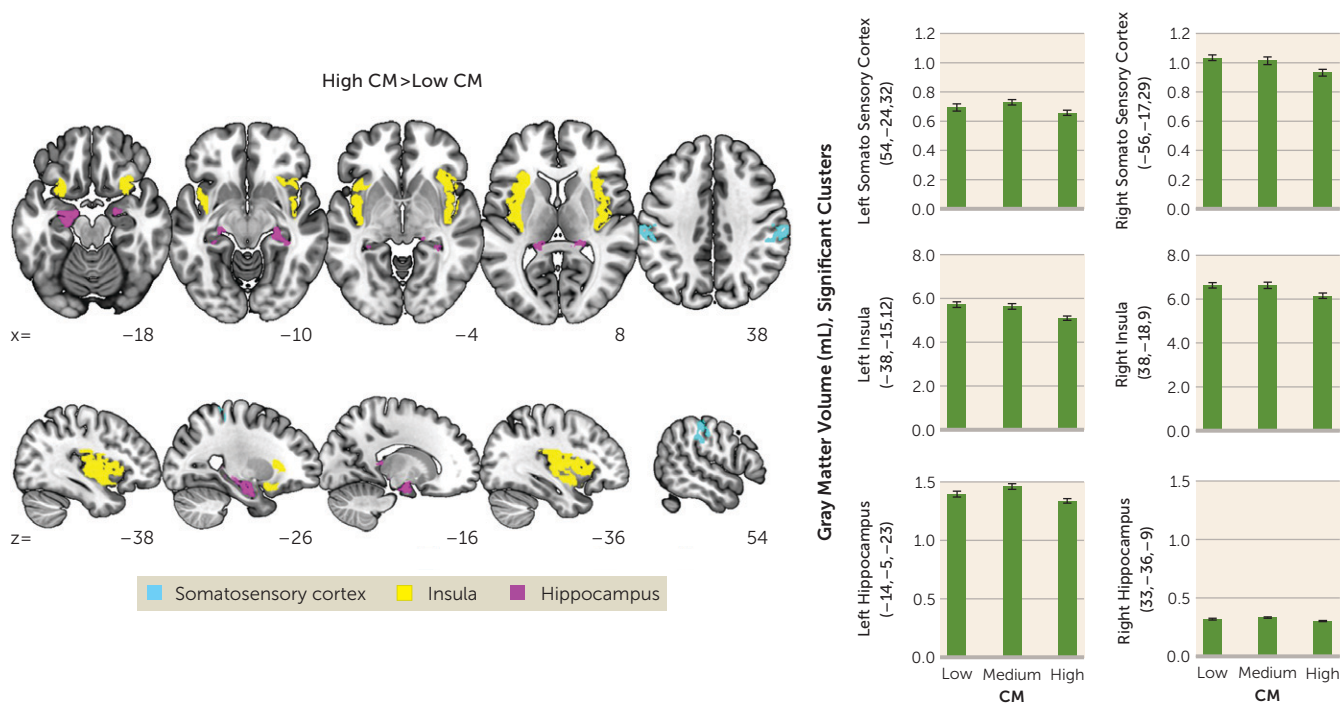 High CM>Low CM
x= −18 −10 −4 8 38
z= −38 −26 −16 −36 54
Somatosensory cortex Insula Hippocampus
Gray Matter Volume (mL), Significant Clusters
Left Somato Sensory Cortex
(54,−24,32)
1.2
1.0
0.8
0.6
0.4
0.2
0.0
Right Somato Sensory Cortex
(−56,−17,29)
1.2
1.0
0.8
0.6
0.4
0.2
0.0
Left Insula
(−38,−15,12)
8.0
6.0
4.0
2.0
0.0
Right Insula
(38,−18,9)
8.0
6.0
4.0
2.0
0.0
Left Hippocampus
(−14,−5,−23)
1.5
1.0
0.5
0.0
Low Medium High
CM
Right Hippocampus
(33,−36,−9)
1.5
1.0
0.5
0.0
Low Medium High
CM